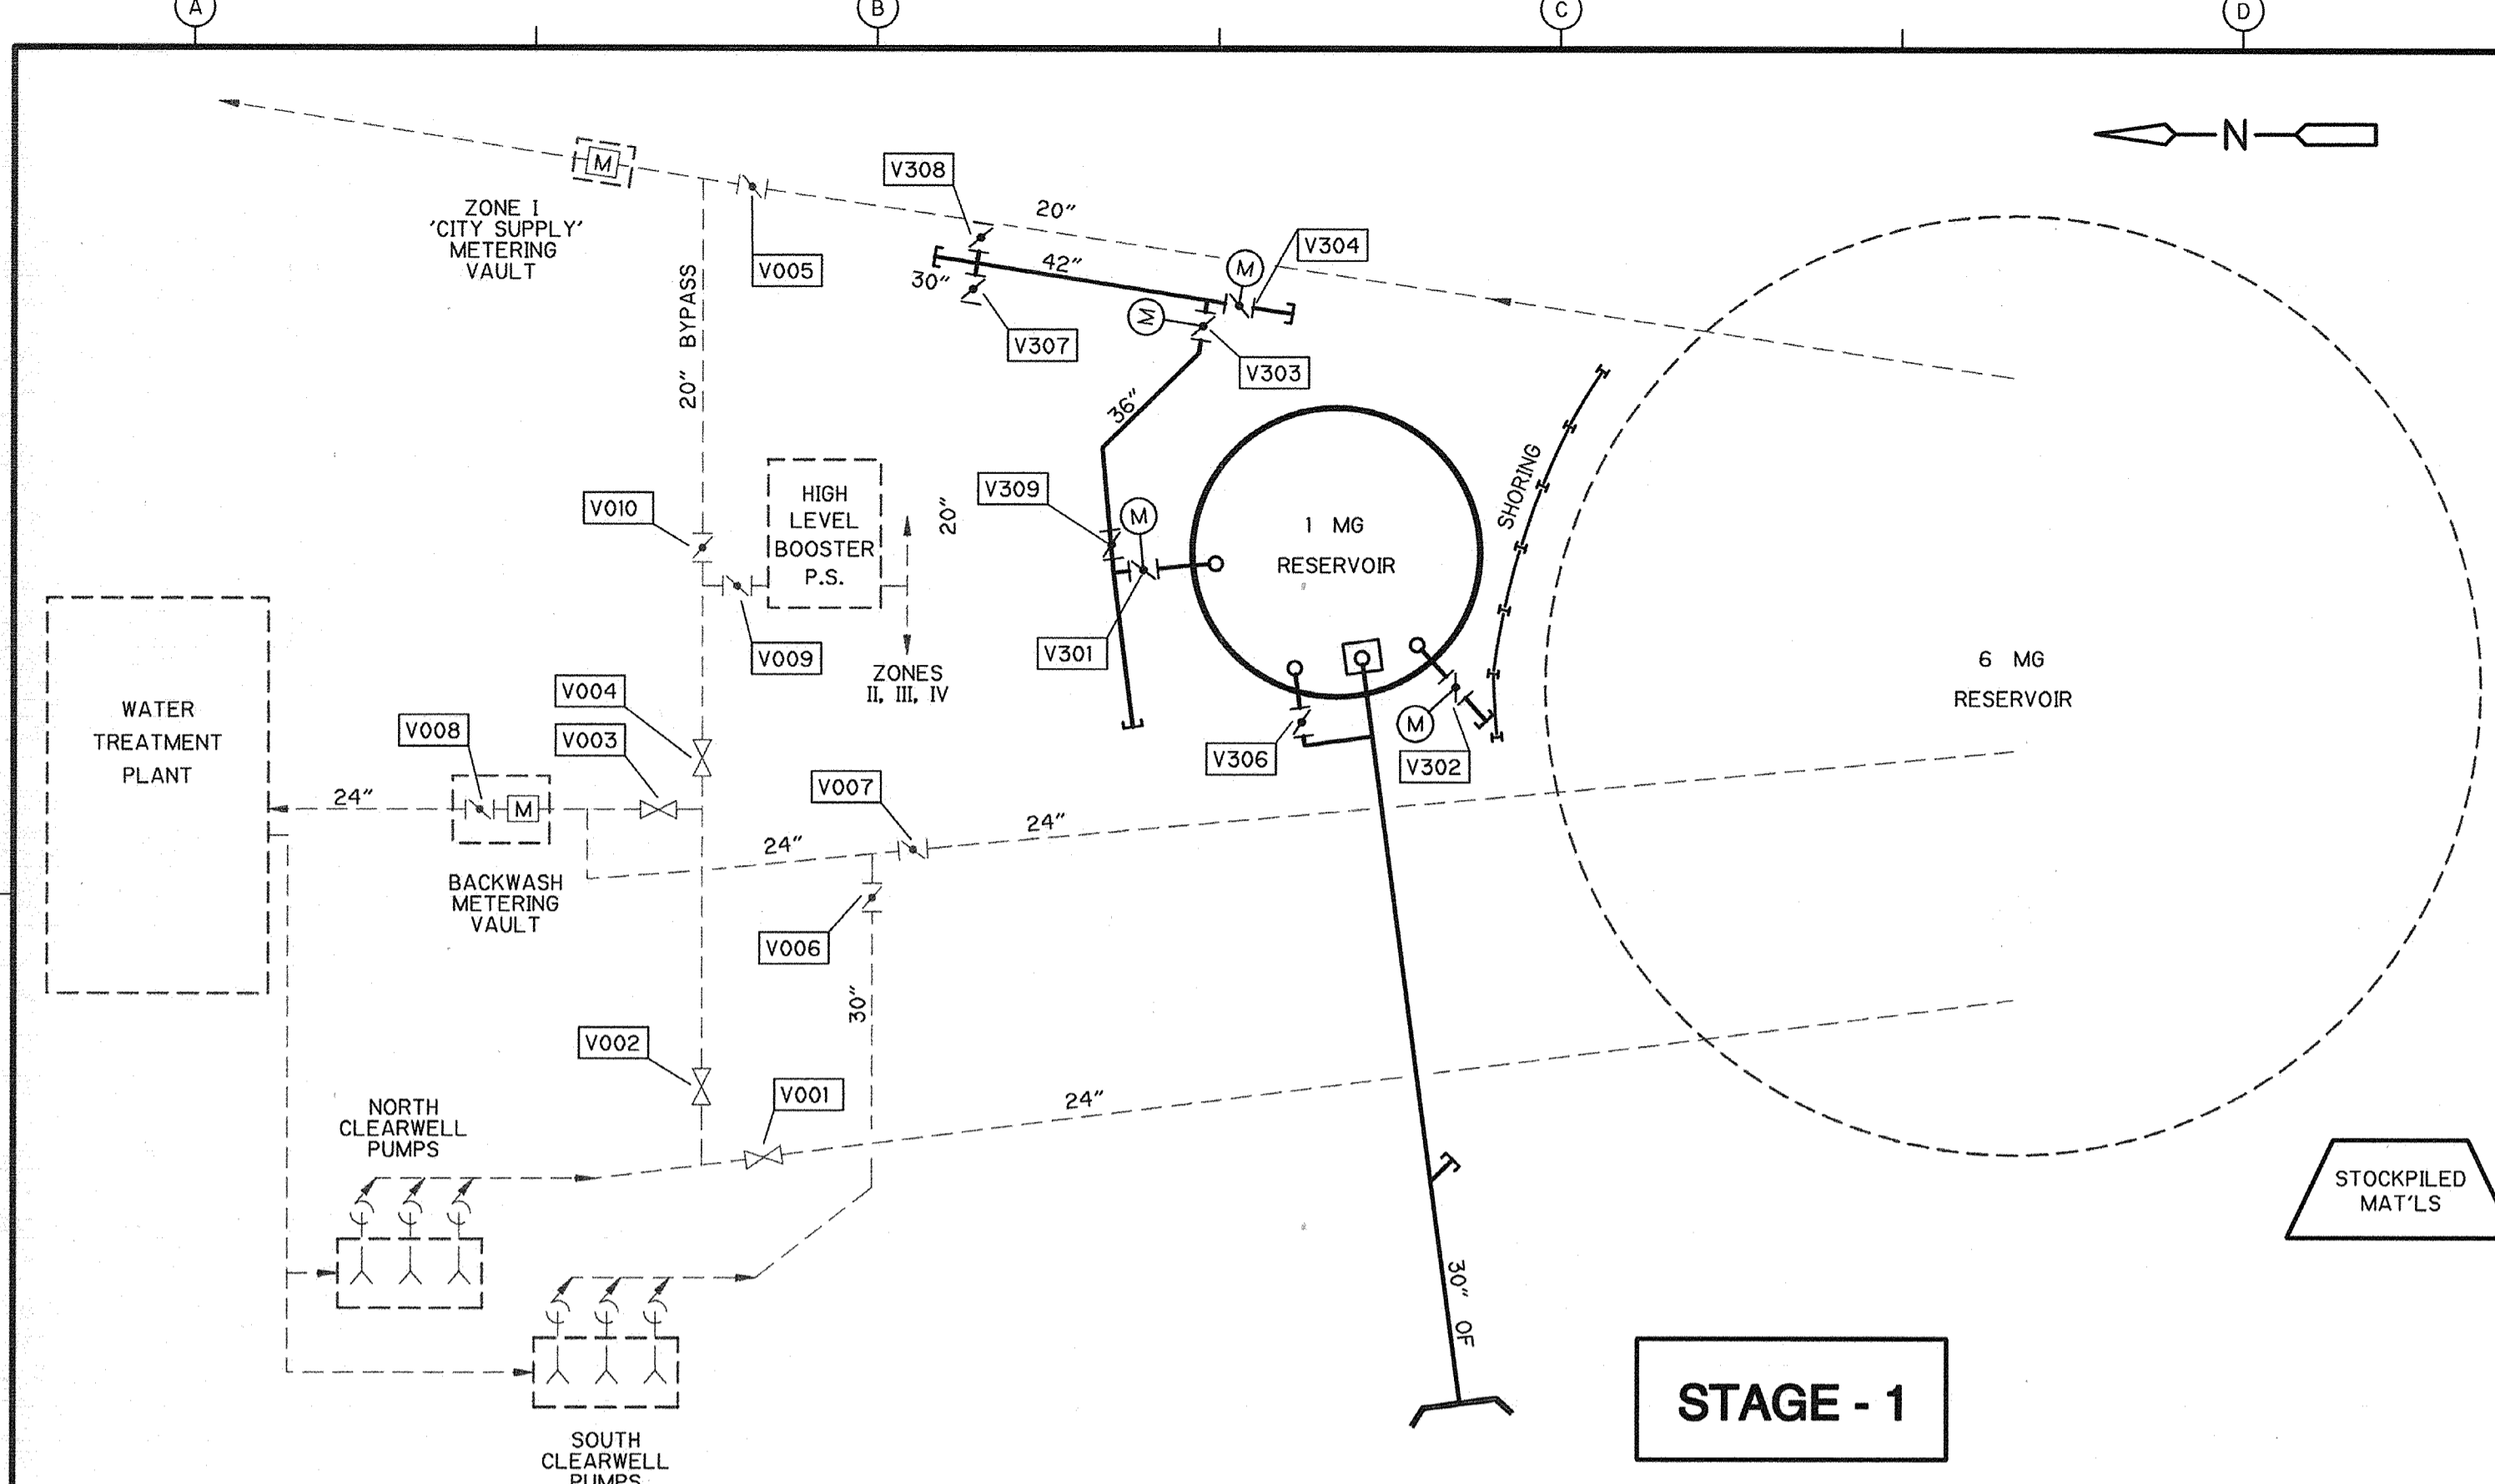 A
B
C
D
N
M
ZONE I
'CITY SUPPLY'
METERING
VAULT
V005
V308
20"
42"
30"
M
V304
M
V307
V303
20" BYPASS
36"
SHORING
V309
M
V301
1 MG
RESERVOIR
V010
HIGH
LEVEL
BOOSTER
P.S.
20"
V009
ZONES
II, III, IV
6 MG
RESERVOIR
WATER
TREATMENT
PLANT
V004
V003
V008
24"
M
BACKWASH
METERING
VAULT
V007
24"
24"
V306
M
V302
V006
30"
V002
V001
24"
NORTH
CLEARWELL
PUMPS
STOCKPILED
MAT'LS
30" OF
SOUTH
CLEARWELL
PUMPS
STAGE - 1